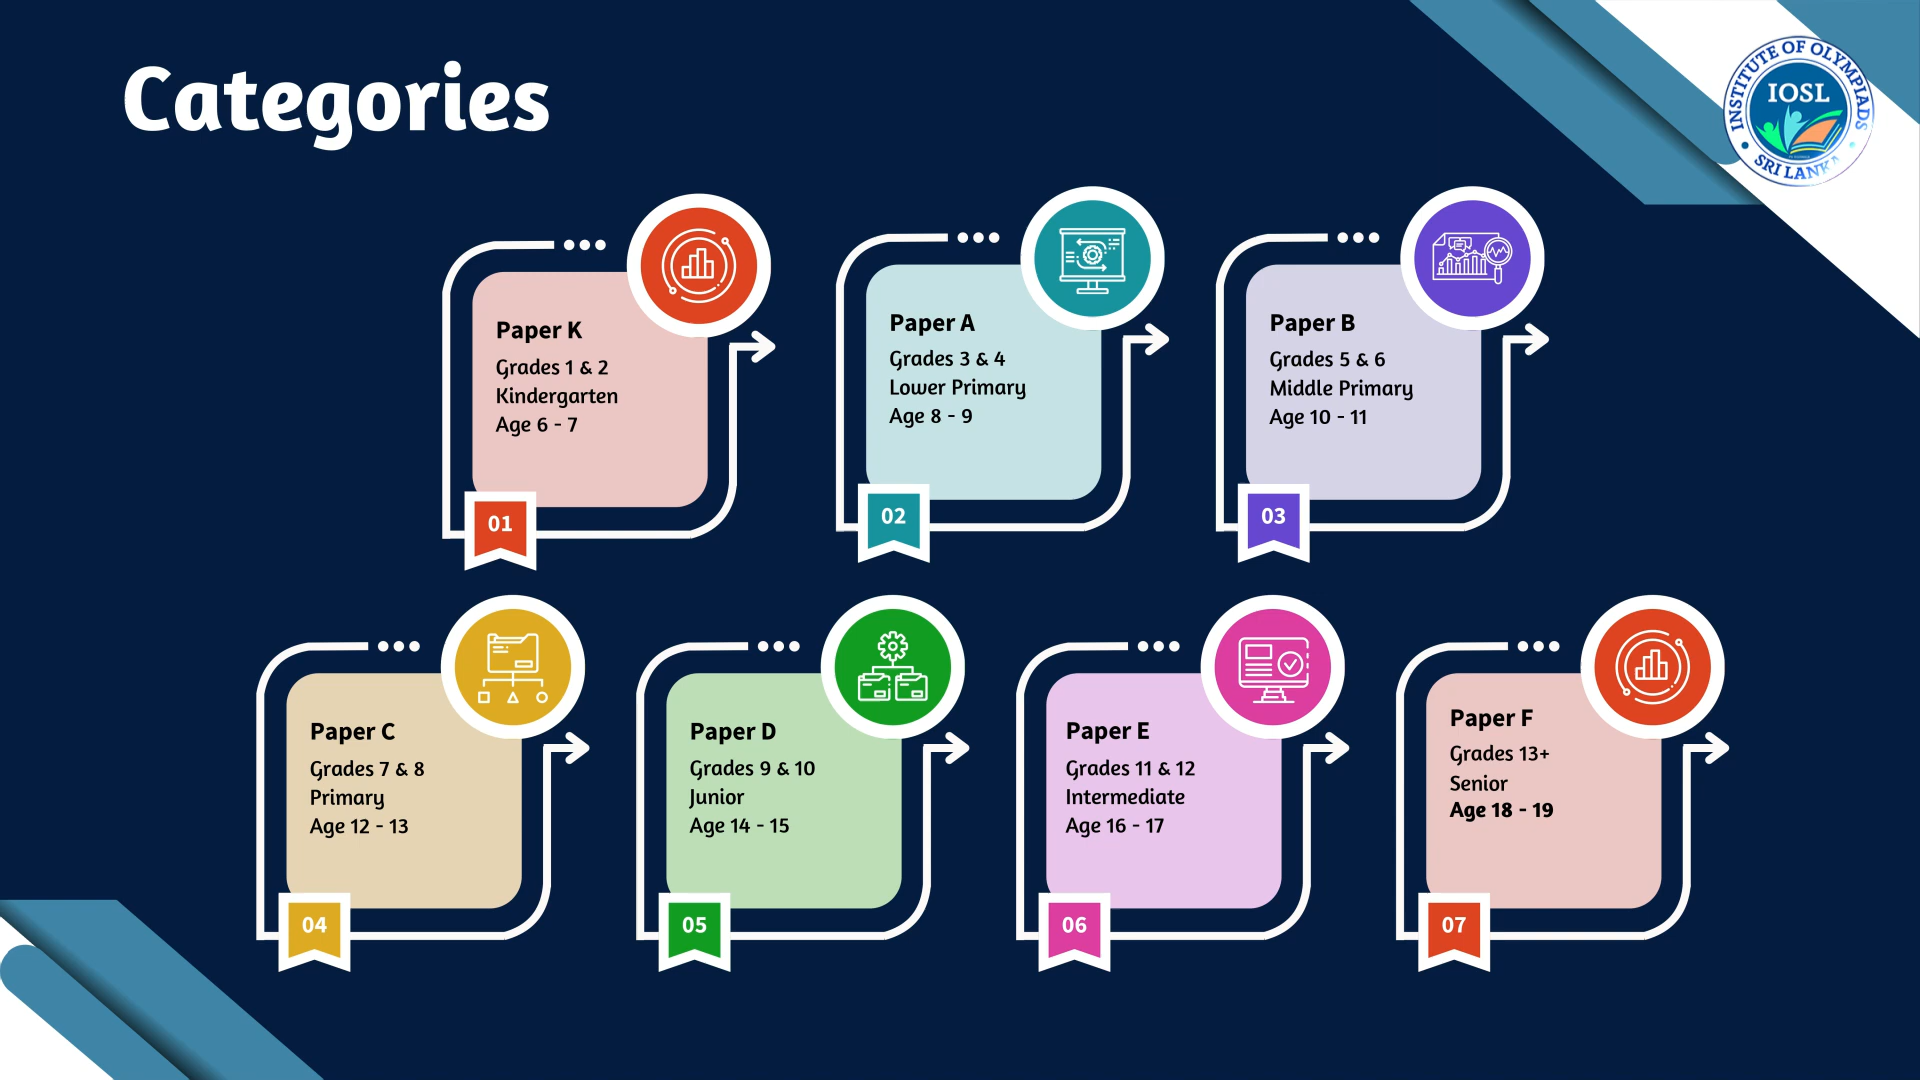 Categories
INSTITUTE OF OLYMPIADS
IOSL
SRI LANKA
Paper K
Grades 1 & 2
Kindergarten
Age 6 - 7
01
Paper A
Grades 3 & 4
Lower Primary
Age 8 - 9
02
Paper B
Grades 5 & 6
Middle Primary
Age 10 - 11
03
Paper C
Grades 7 & 8
Primary
Age 12 - 13
04
Paper D
Grades 9 & 10
Junior
Age 14 - 15
05
Paper E
Grades 11 & 12
Intermediate
Age 16 - 17
06
Paper F
Grades 13+
Senior
Age 18 - 19
07